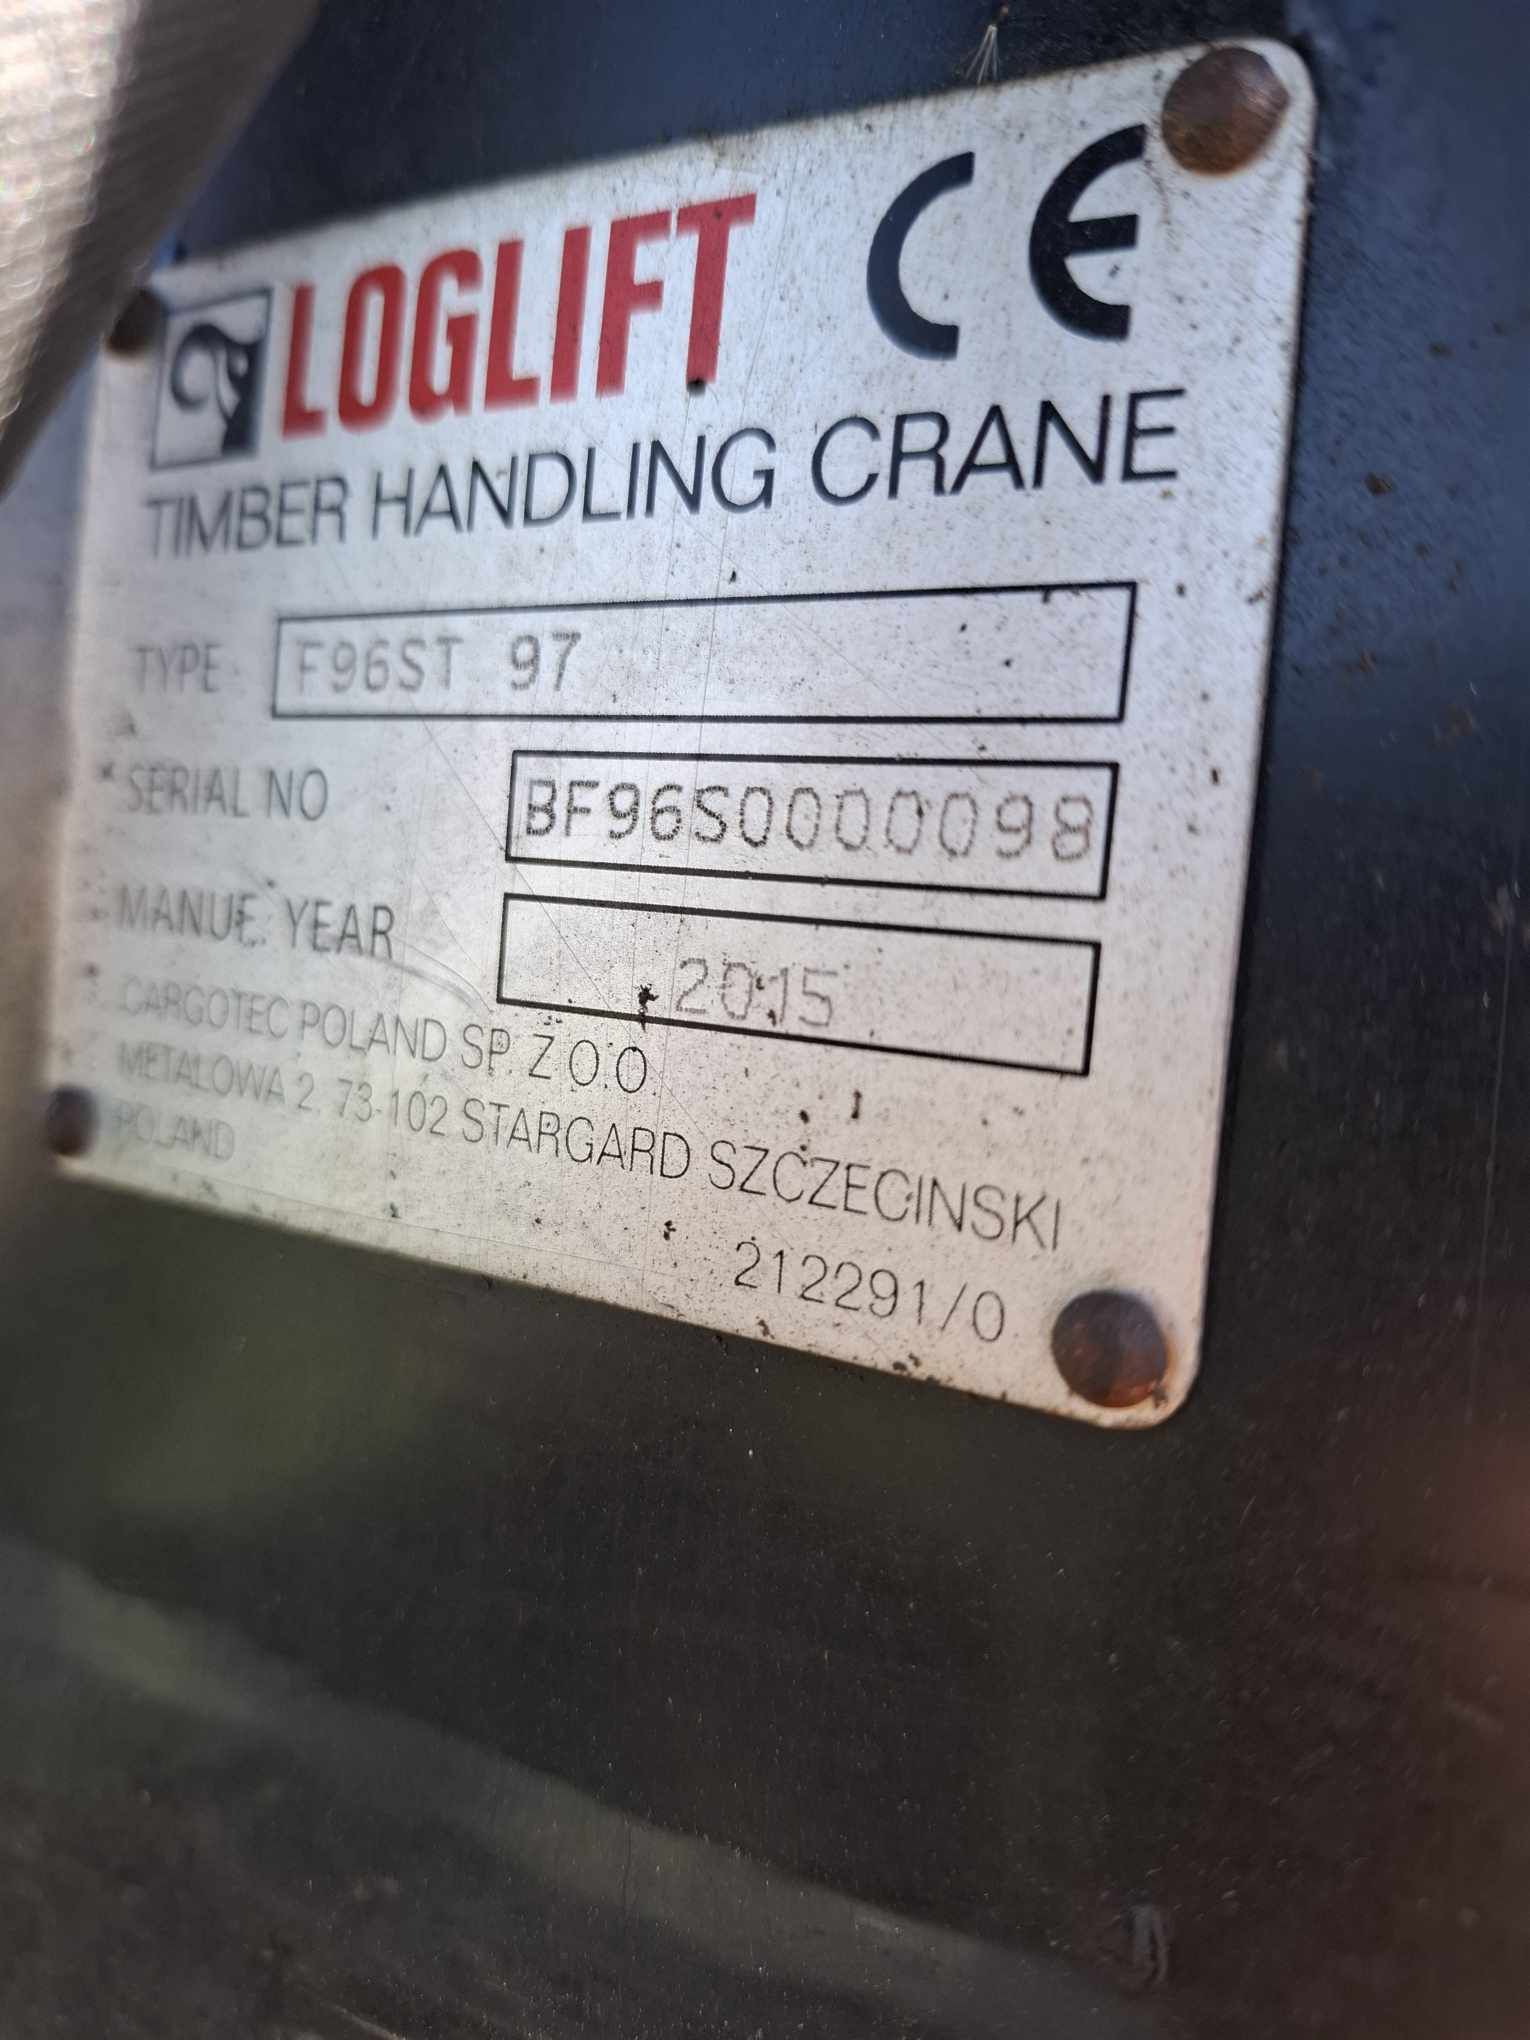 LOGLIFT CE
TIMBER HANDLING CRANE
TYPE F96ST 97
SERIAL NO BF96S0000098
MANUF. YEAR 2015
CARGOTEC POLAND SP. Z O.O.
METALOWA 2, 73-102 STARGARD SZCZECINSKI
POLAND
212291/0